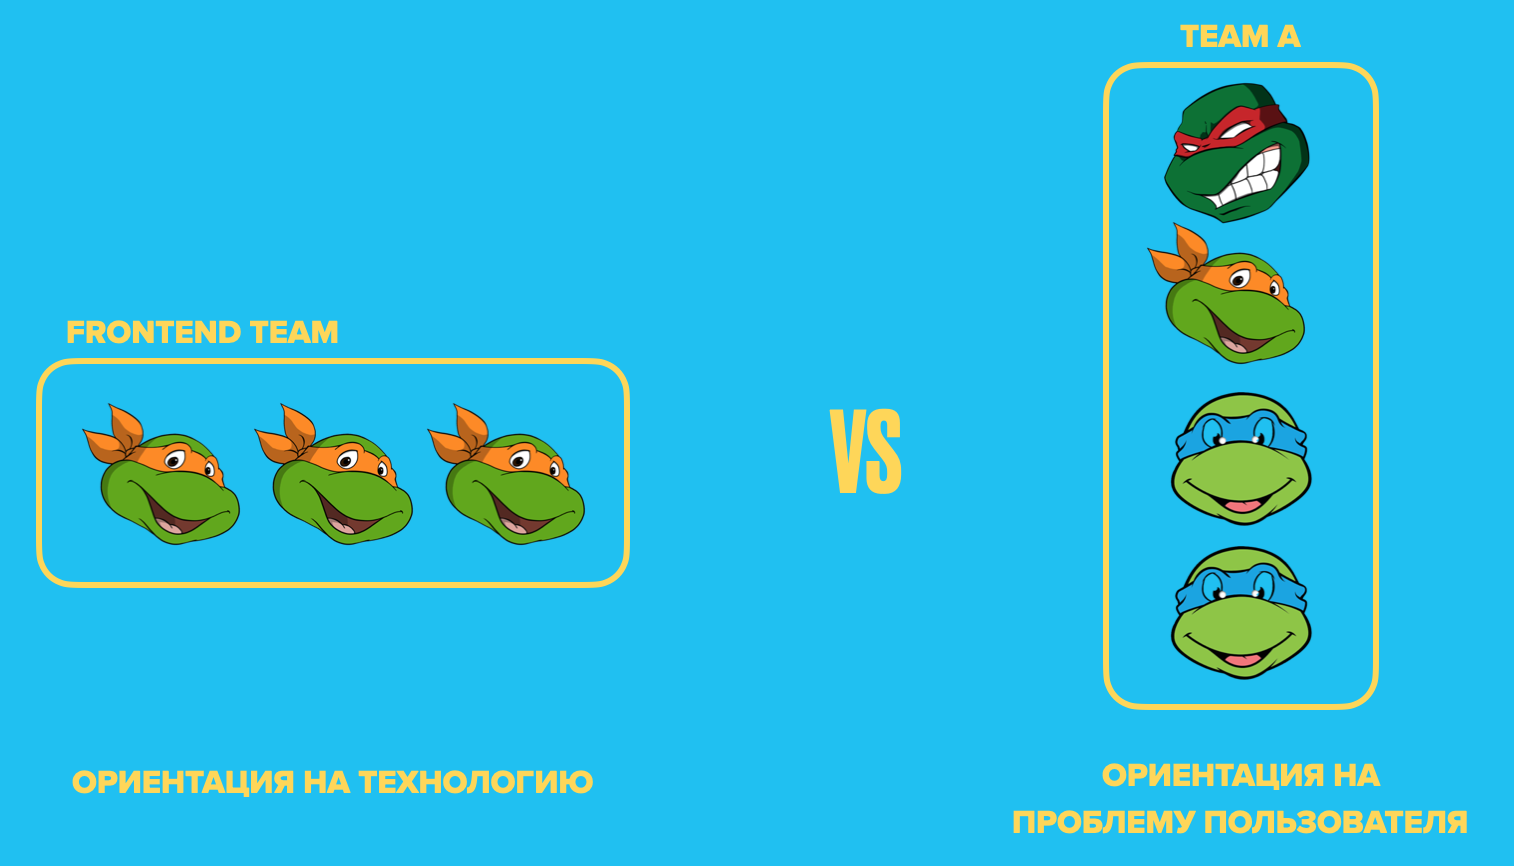 TEAM A
FRONTEND TEAM
VS
ОРИЕНТАЦИЯ НА ТЕХНОЛОГИЮ
ОРИЕНТАЦИЯ НА
ПРОБЛЕМУ ПОЛЬЗОВАТЕЛЯ